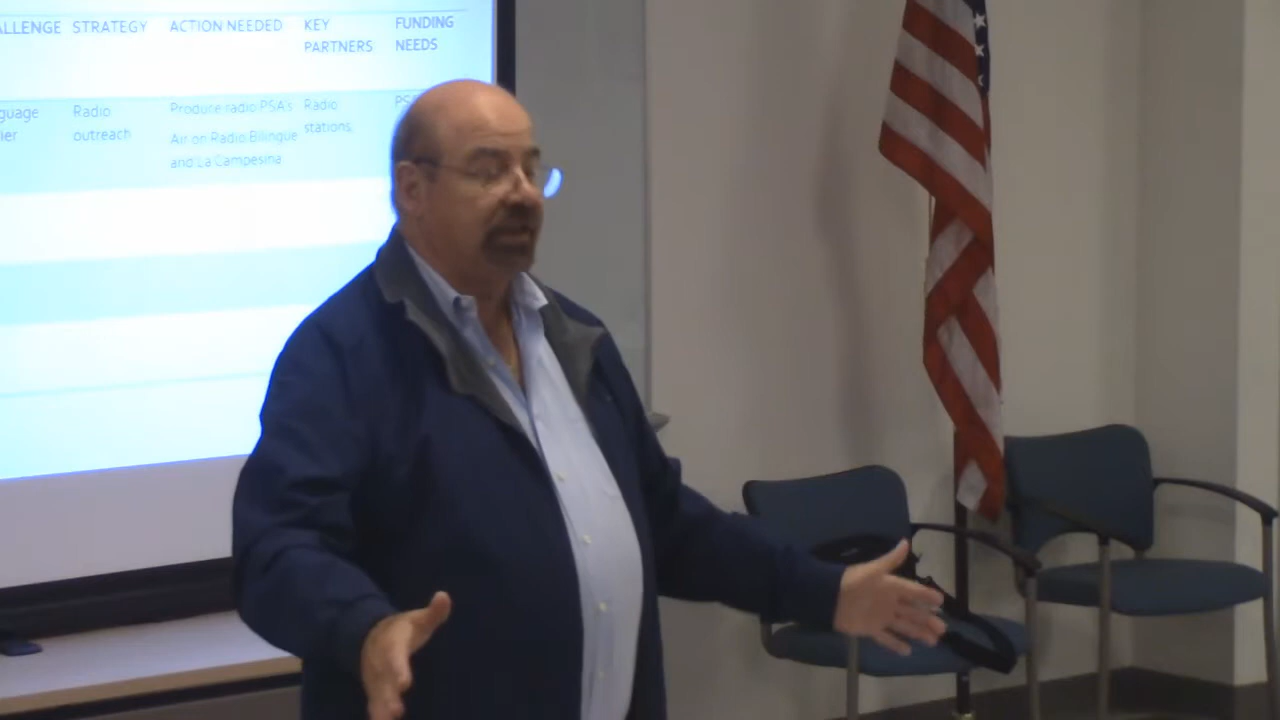 ALLENGE STRATEGY ACTION NEEDED KEY PARTNERS FUNDING NEEDS
guage
ier
Radio
outreach
Produce radio PSA's
Air on Radio Bilingue
and La Campesina
Radio
stations,
PSA